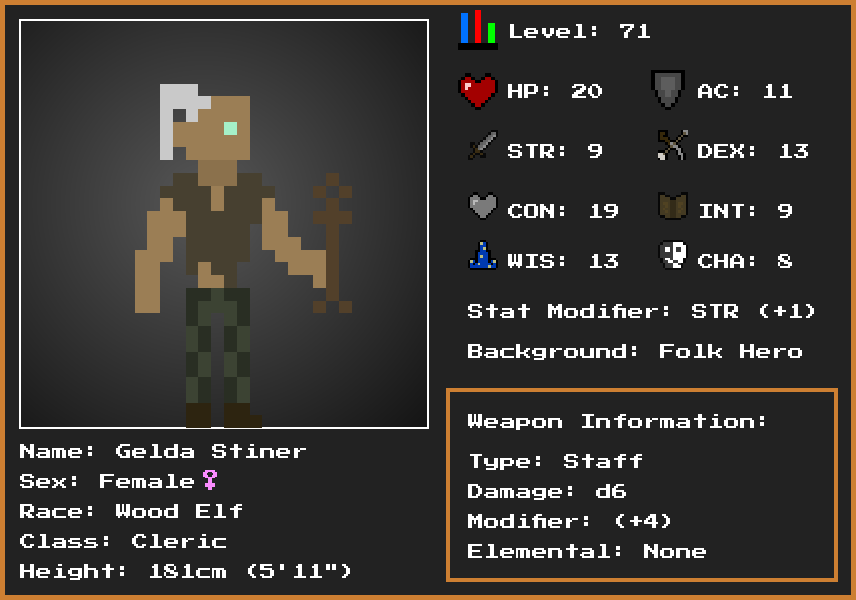 Level: 71
HP: 20
AC: 11
STR: 9
DEX: 13
CON: 19
INT: 9
WIS: 13
CHA: 8
Stat Modifier: STR (+1)
Background: Folk Hero
Weapon Information:
Type: Staff
Damage: d6
Modifier: (+4)
Elemental: None
Name: Gelda Stiner
Sex: Female♀
Race: Wood Elf
Class: Cleric
Height: 181cm (5'11")